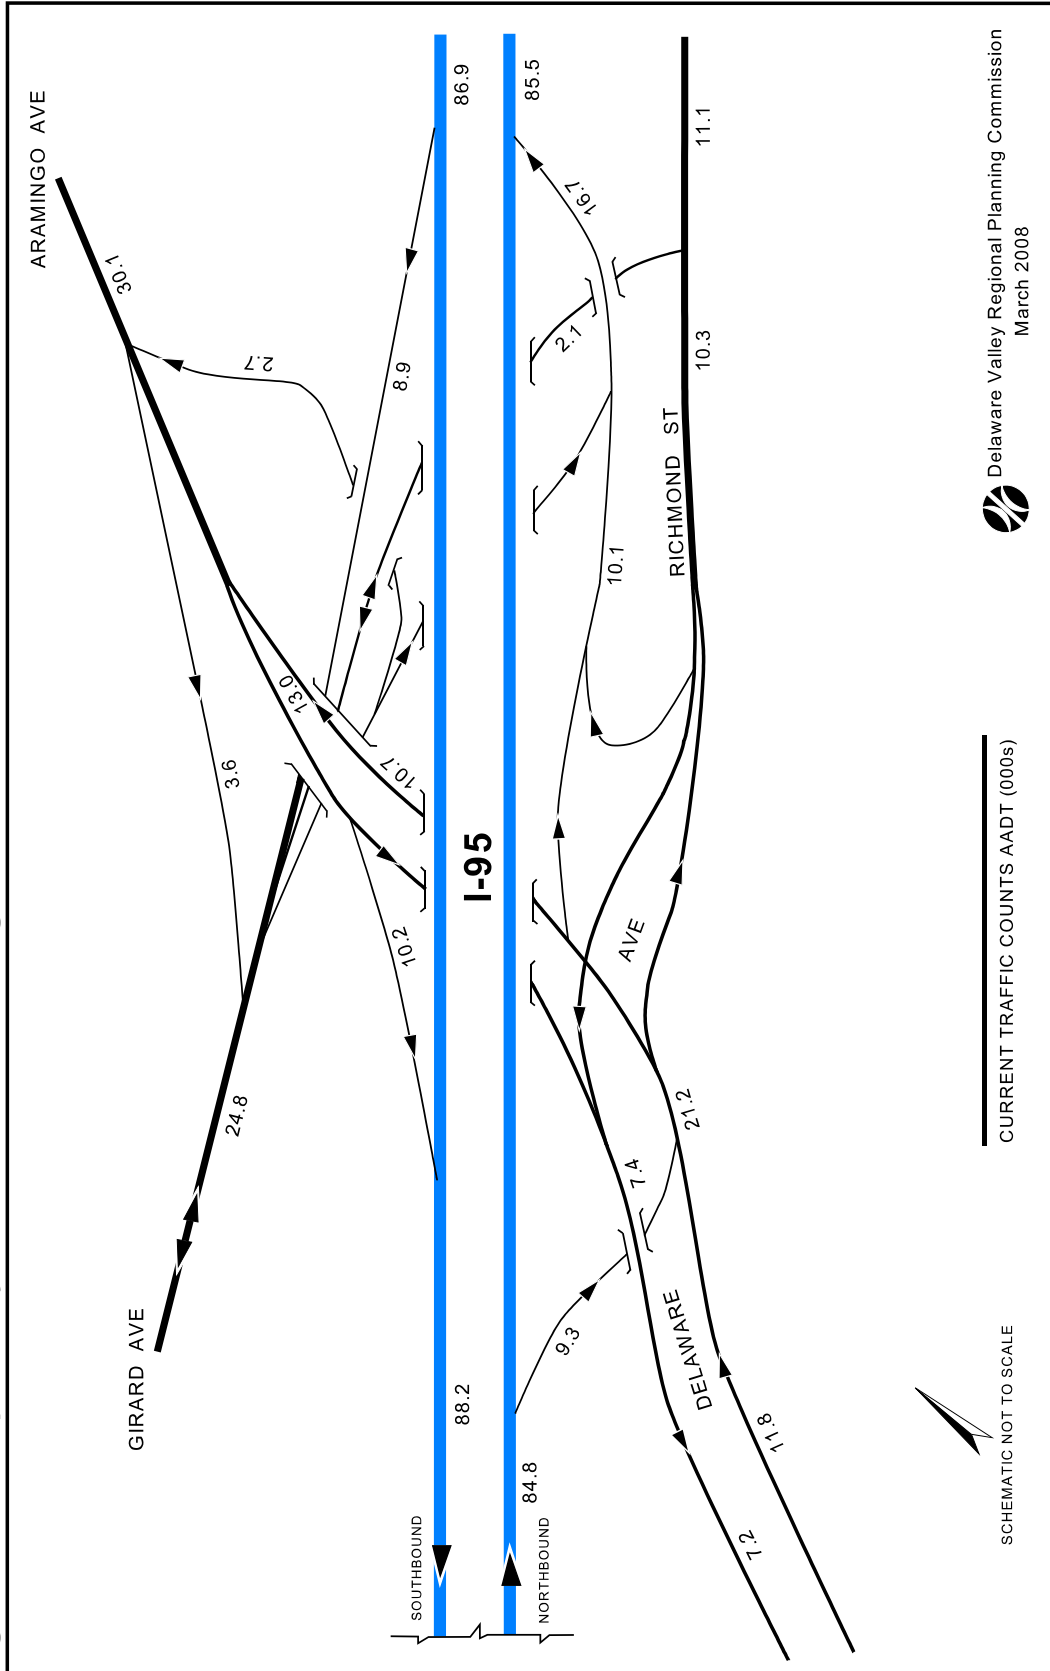 ARAMINGO AVE
30.1
2.7
8.9
86.9
85.5
16.7
2.1
11.1
10.3
RICHMOND ST
10.1
13.0
10.7
3.6
10.2
I-95
AVE
24.8
GIRARD AVE
21.2
7.4
9.3
DELAWARE
88.2
84.8
SOUTHBOUND
NORTHBOUND
7.2
11.8
Delaware Valley Regional Planning Commission
March 2008
CURRENT TRAFFIC COUNTS AADT (000s)
SCHEMATIC NOT TO SCALE